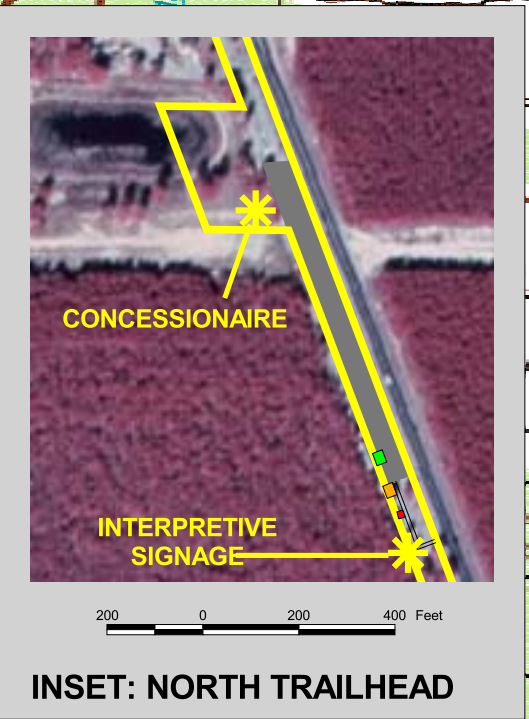 CONCESSIONAIRE
INTERPRETIVE
SIGNAGE
200 0 200 400 Feet
INSET: NORTH TRAILHEAD